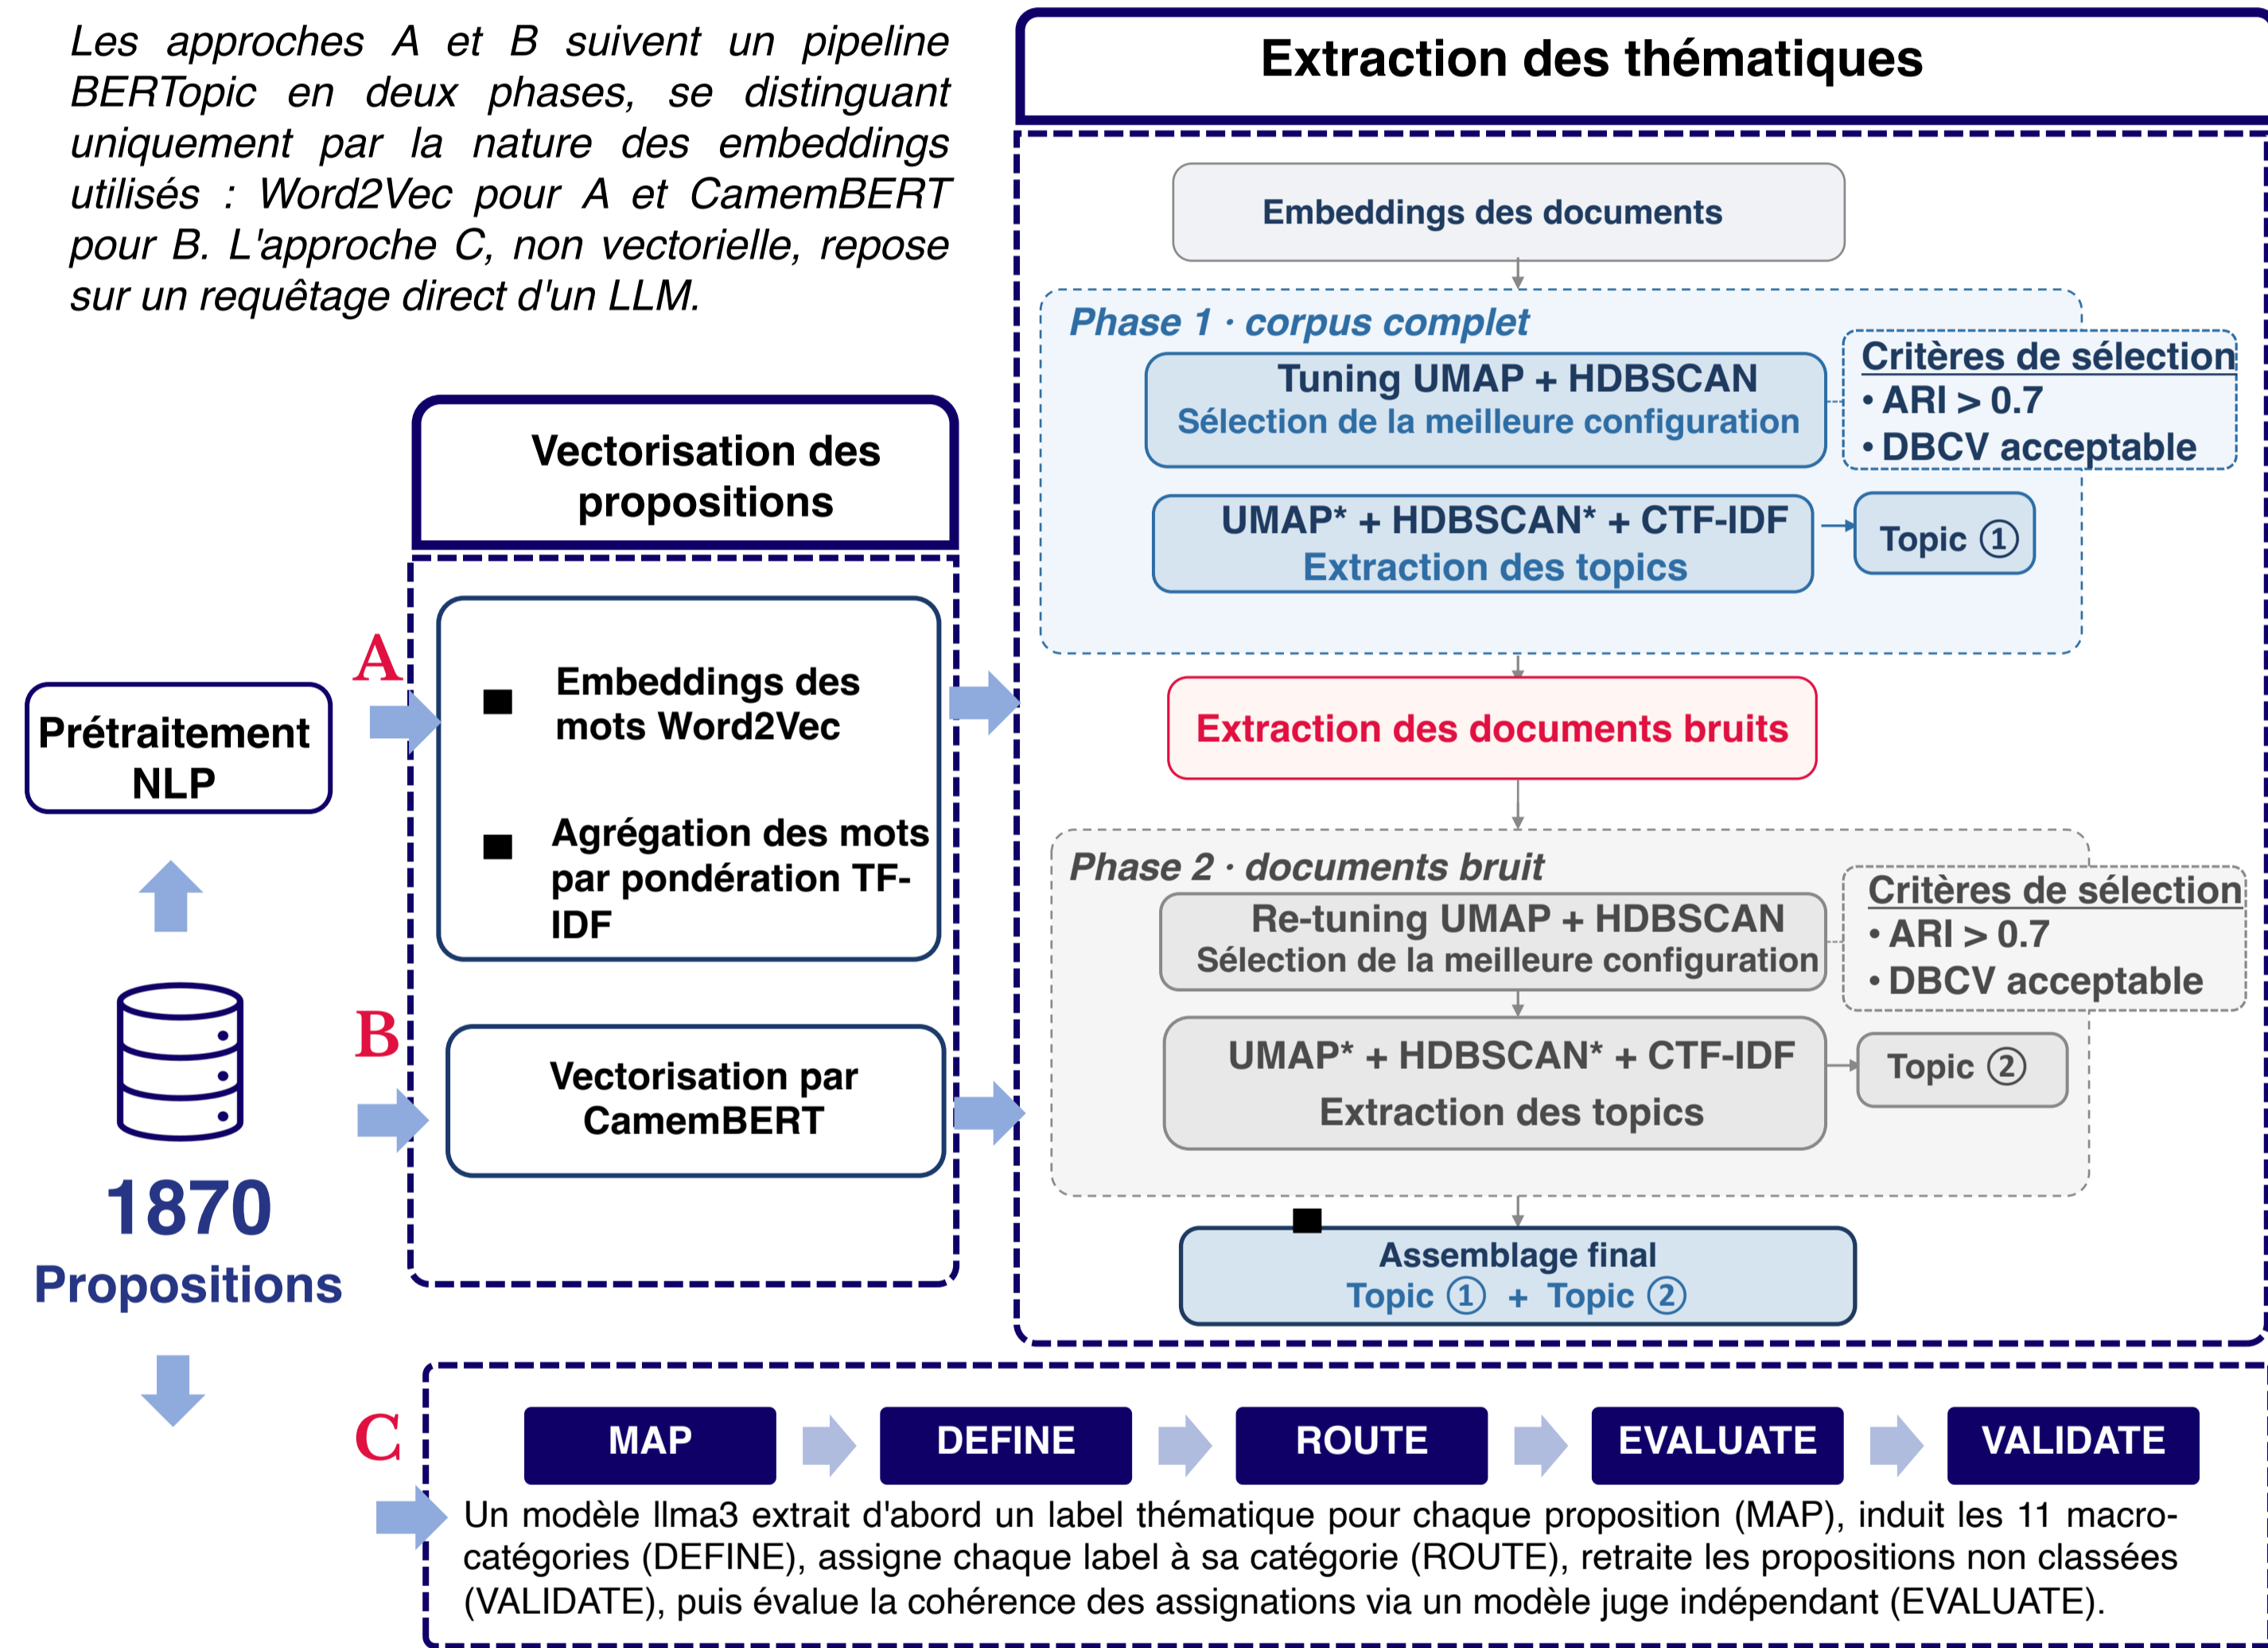 Les approches A et B suivent un pipeline
BERTopic en deux phases, se distinguant
uniquement par la nature des embeddings
utilisés : Word2Vec pour A et CamemBERT
pour B. L'approche C, non vectorielle, repose
sur un requêtage direct d'un LLM.
Vectorisation des
propositions
A
Embeddings des
mots Word2Vec
Agrégation des mots
par pondération TF-
IDF
Prétraitement
NLP
B
Vectorisation par
CamemBERT
1870
Propositions
Extraction des thématiques
Embeddings des documents
Phase 1 · corpus complet
Tuning UMAP + HDBSCAN
Sélection de la meilleure configuration
Critères de sélection
• ARI > 0.7
• DBCV acceptable
UMAP* + HDBSCAN* + CTF-IDF
Extraction des topics
Topic ①
Extraction des documents bruits
Phase 2 · documents bruit
Re-tuning UMAP + HDBSCAN
Sélection de la meilleure configuration
Critères de sélection
• ARI > 0.7
• DBCV acceptable
UMAP* + HDBSCAN* + CTF-IDF
Extraction des topics
Topic ②
Assemblage final
Topic ① + Topic ②
C
MAP
DEFINE
ROUTE
EVALUATE
VALIDATE
Un modèle llma3 extrait d'abord un label thématique pour chaque proposition (MAP), induit les 11 macro-
catégories (DEFINE), assigne chaque label à sa catégorie (ROUTE), retraite les propositions non classées
(VALIDATE), puis évalue la cohérence des assignations via un modèle juge indépendant (EVALUATE).